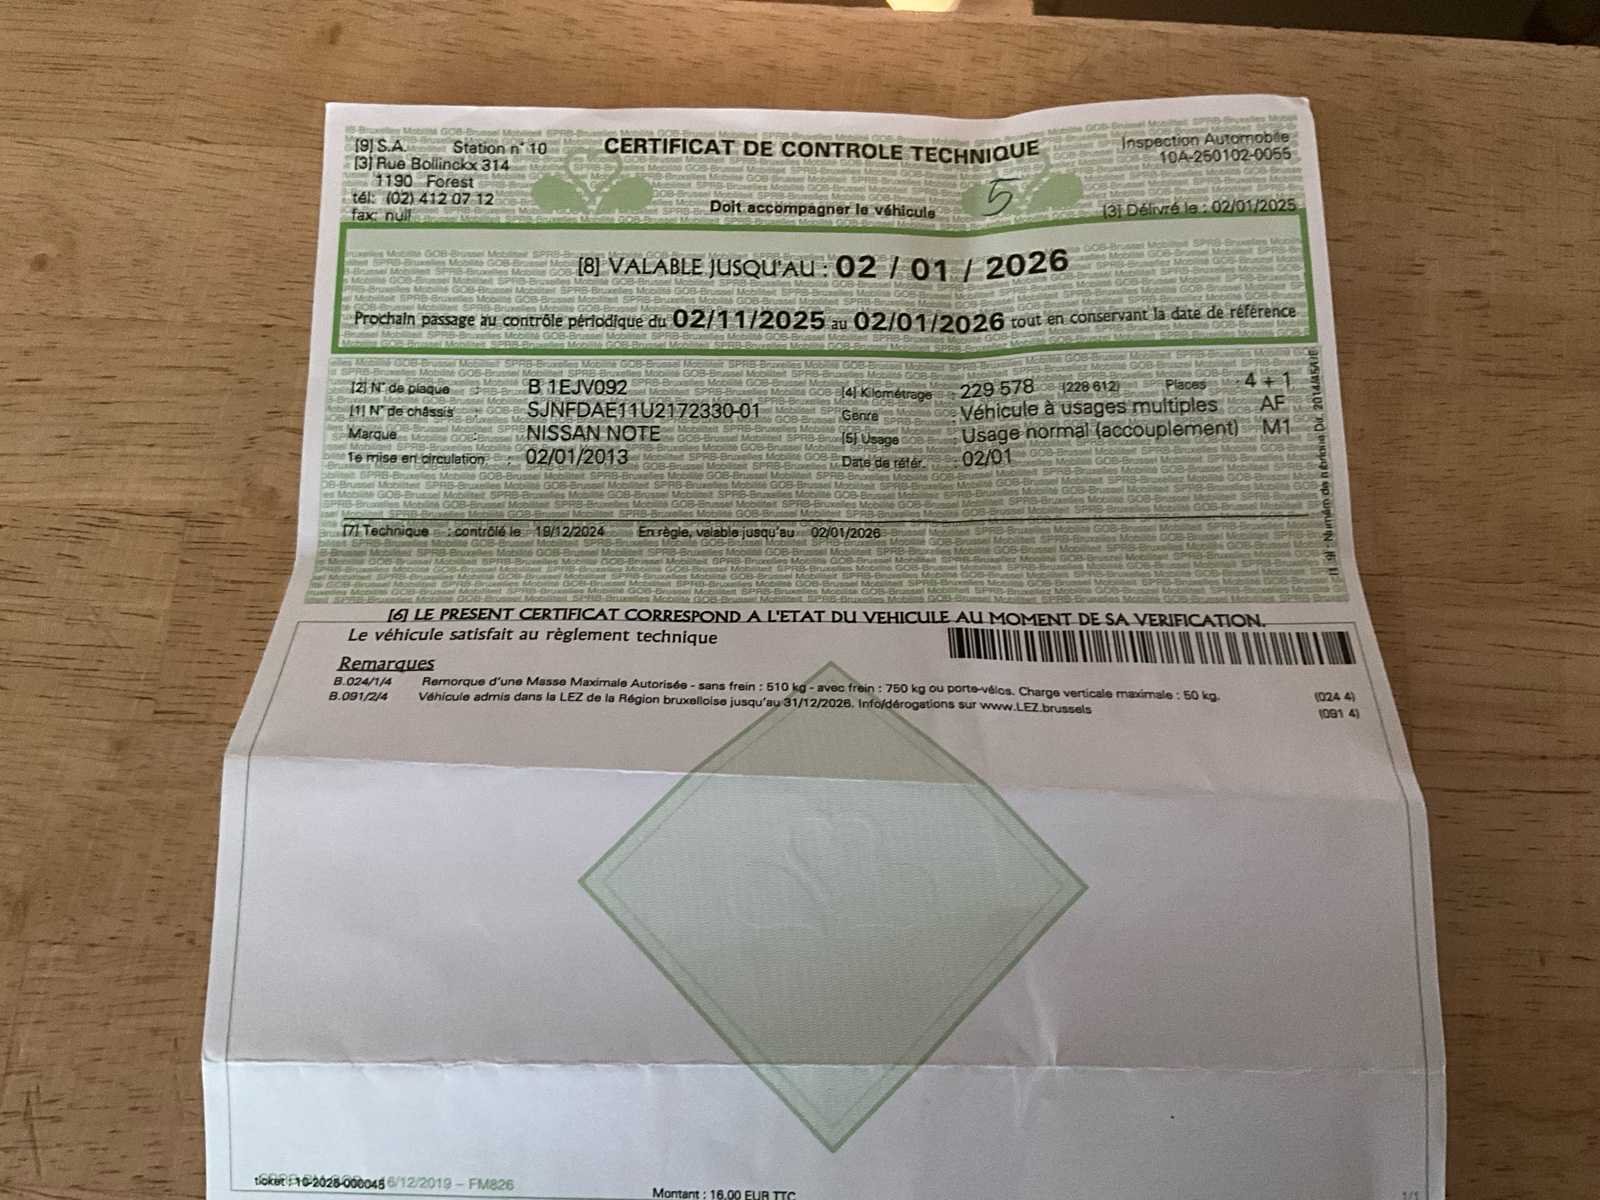 [9] S.A. Station n° 10
[3] Rue Bollinckx 314
1190 Forest
tél: (02) 412 07 12
fax: null
CERTIFICAT DE CONTROLE TECHNIQUE
Doit accompagner le véhicule
5
Inspection Automobile
10A-250102-0055
[3] Délivré le : 02/01/2025
[8] VALABLE JUSQU'AU : 02 / 01 / 2026
Prochain passage au contrôle périodique du 02/11/2025 au 02/01/2026 tout en conservant la date de référence
[2] N° de plaque : B 1EJV092
[1] N° de châssis : SJNFDAE11U2172330-01
Marque : NISSAN NOTE
1e mise en circulation : 02/01/2013
[4] Kilométrage : 229 578 (228 612) Places : 4 + 1
Genre : Véhicule à usages multiples AF
[5] Usage : Usage normal (accouplement) M1
Date de référ. : 02/01
[7] Technique : contrôlé le 19/12/2024 En règle, valable jusqu'au 02/01/2026
[6] LE PRESENT CERTIFICAT CORRESPOND A L'ETAT DU VEHICULE AU MOMENT DE SA VERIFICATION.
Le véhicule satisfait au règlement technique
Remarques
B.024/1/4 Remorque d'une Masse Maximale Autorisée - sans frein : 510 kg - avec frein : 750 kg ou porte-vélos. Charge verticale maximale : 50 kg. (024 4)
B.091/2/4 Véhicule admis dans la LEZ de la Région bruxelloise jusqu'au 31/12/2026. Info/dérogations sur www.LEZ.brussels (091 4)
ticket : 10-2025-000045 6/12/2019 – FM826
Montant : 16,00 EUR TTC
1/1